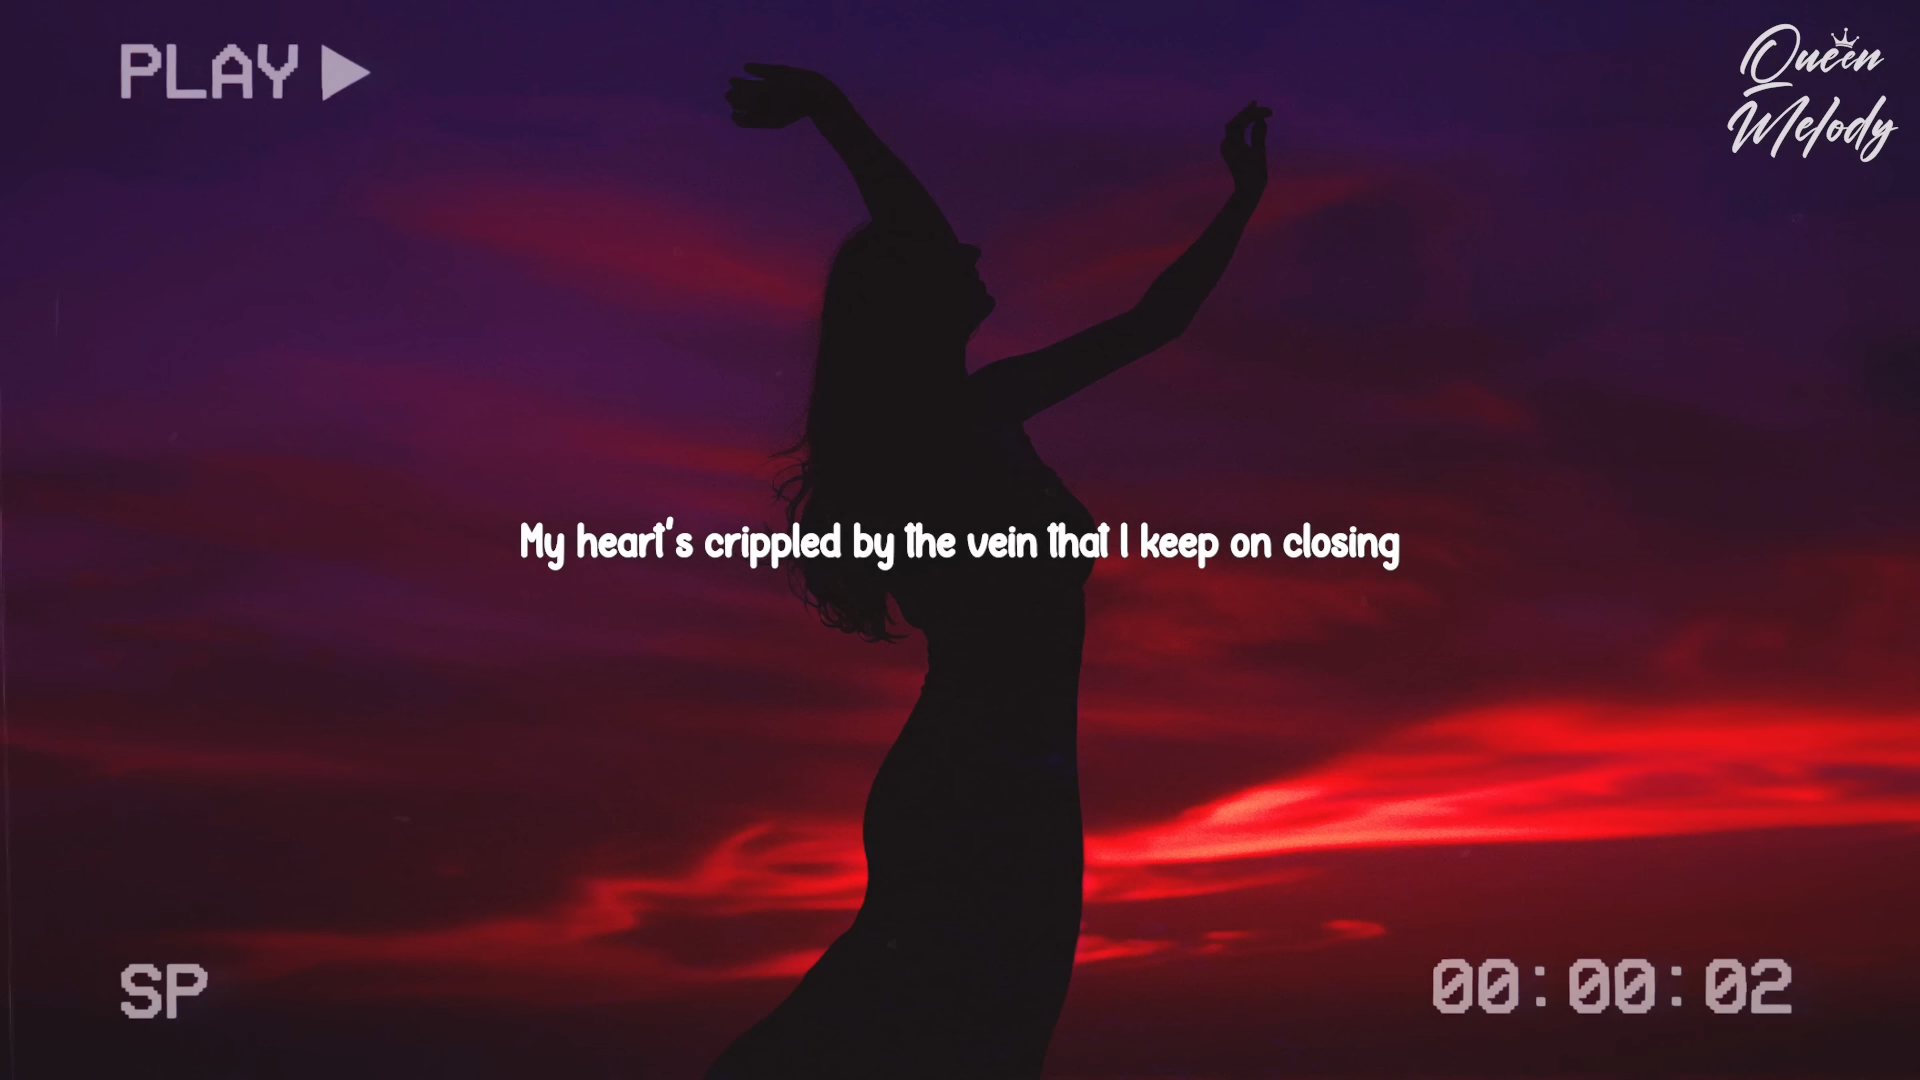 PLAY
Queen
Melody
My heart's crippled by the vein that I keep on closing
SP
00:00:02